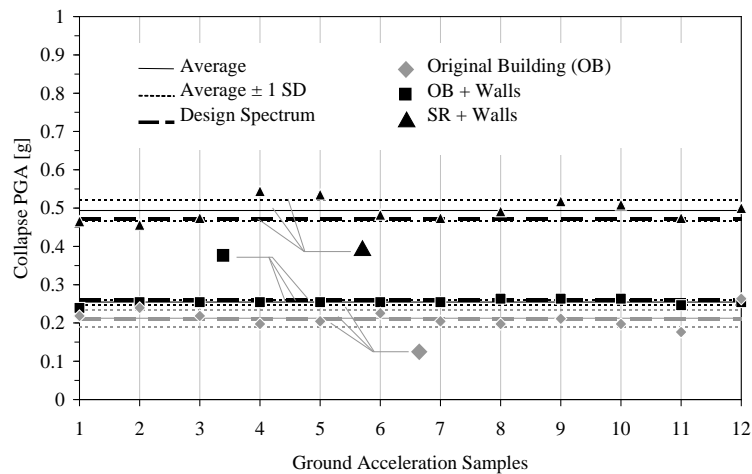 Collapse PGA [g]
1
0.9
0.8
0.7
0.6
0.5
0.4
0.3
0.2
0.1
0
Average
Average ± 1 SD
Design Spectrum
Original Building (OB)
OB + Walls
SR + Walls
1 2 3 4 5 6 7 8 9 10 11 12
Ground Acceleration Samples